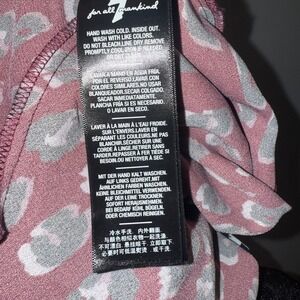 7
for all mankind
HAND WASH COLD. INSIDE OUT.
WASH WITH LIKE COLORS.
DO NOT BLEACH.LINE DRY. REMOVE
PROMPTLY.COOL IRON IF NEEDED
OR DRY CLEAN.
LAVAR A MANO EN AGUA FRÍA
POR EL REVERSO.LAVAR CON
COLORES SIMILARES.NO USAR
BLANQUEADOR.SECAR COLGADO.
SACAR INMEDIATAMENTE.
PLANCHA FRÍA SI ES NECESARIO.
O LAVAR EN SECO.
LAVER À LA MAIN À L'EAU FROIDE.
SUR L'ENVERS.LAVER EN
SÉPARANT LES COULEURS.NE PAS
BLANCHIR.SÉCHER SUR UNE
CORDE À LINGE.RETIRER SANS
TARDER.REPASSER À FER TIÈDE SI
BESOIN.OU NETTOYER À SEC.
MIT DER HAND KALT WASCHEN.
AUF LINKS GEDREHT.MIT
ÄHNLICHEN FARBEN WASCHEN.
KEINE BLEICHE VERWENDEN.
AUF DER LEINE TROCKNEN.
SOFORT HERAUSNEHMEN.
BEI BEDARF KÜHL BÜGELN.
ODER CHEMISCH REINIGEN.
冷水手洗 。内外翻面 。
与颜色相似衣物一起洗涤 。
不可漂白 。悬挂晾干 。立即取下 。
必要时可低温熨烫 。或干洗 。